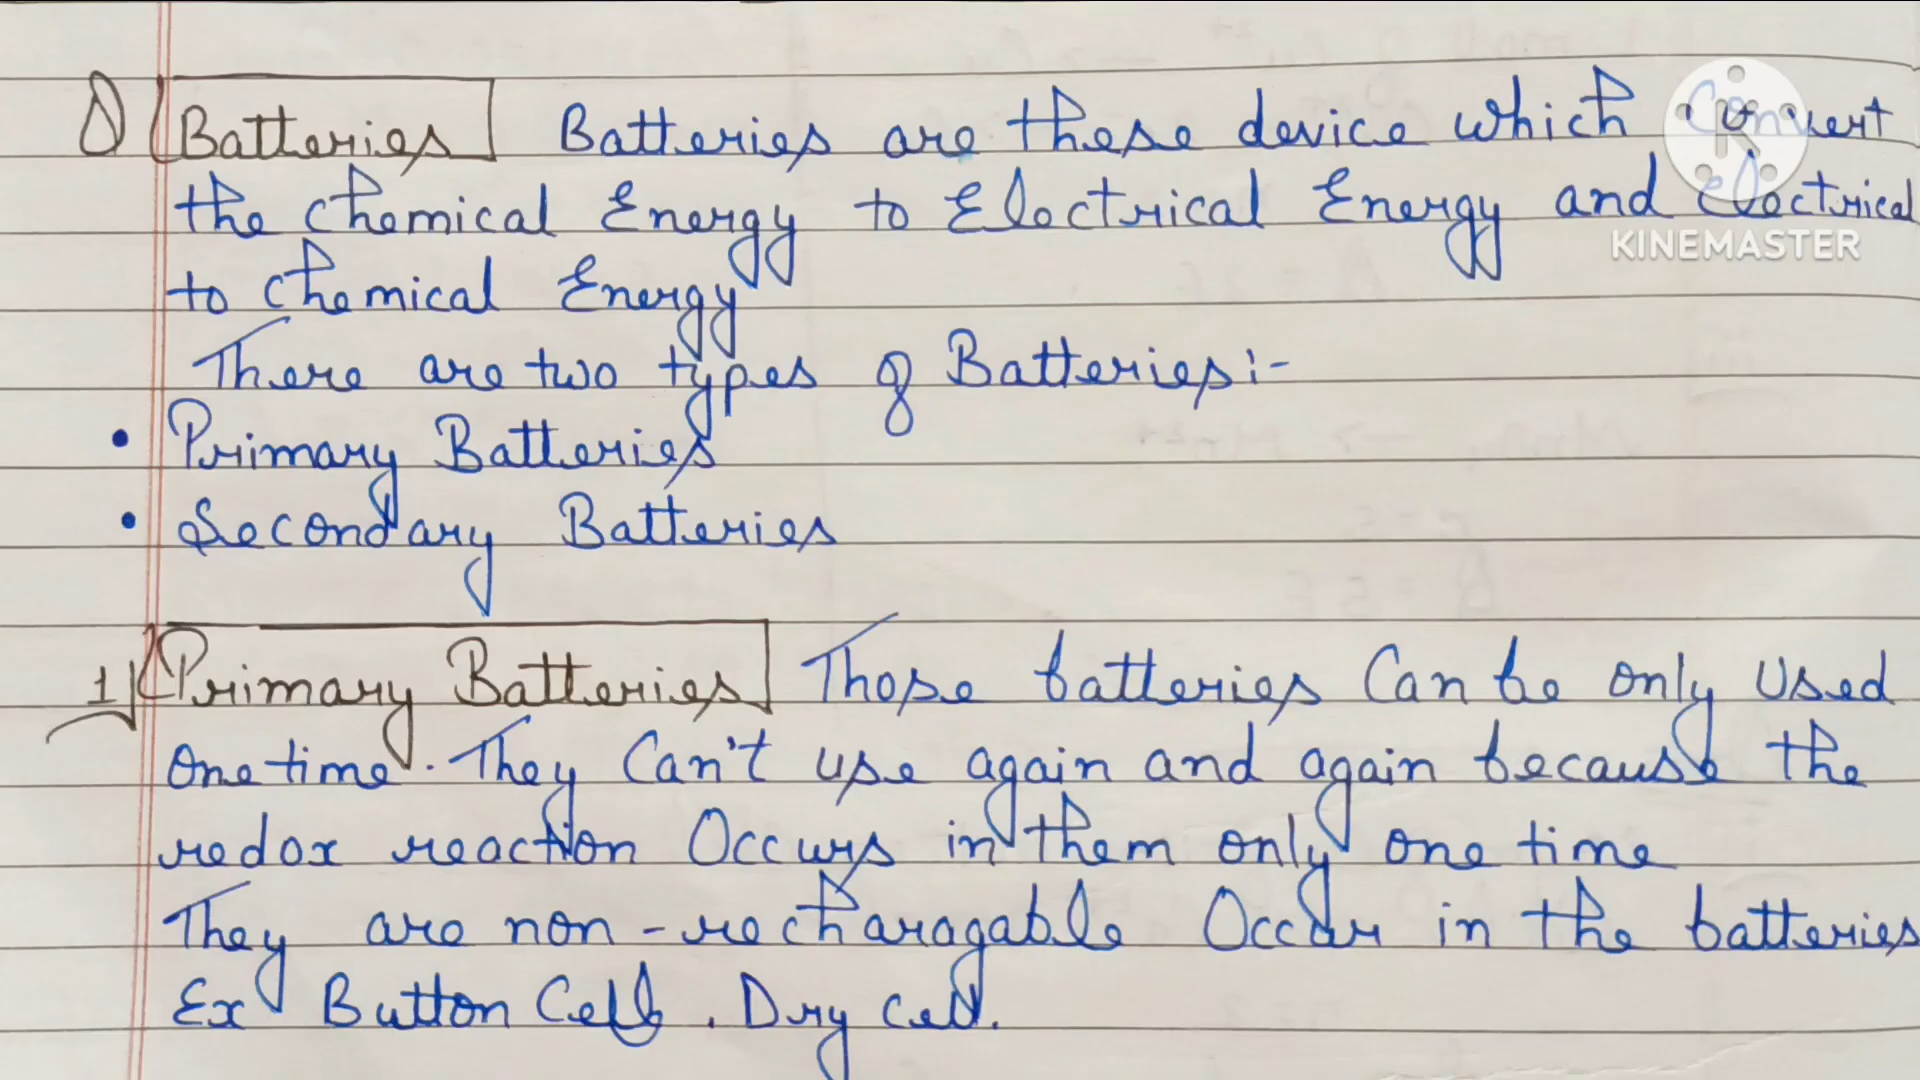 Batteries Batteries are these device which Convert
the chemical Energy to Electrical Energy and electrical
KINEMASTER
to chemical Energy
There are two types of Batteries:-
• Primary Batteries
• Secondary Batteries
1) Primary Batteries Those batteries Can be only Used
One time. They Can't use again and again because the
redox reaction Occurs in them only one time
They are non-recharagable Occur in the batteries
Ex Button Cell. Dry cell.